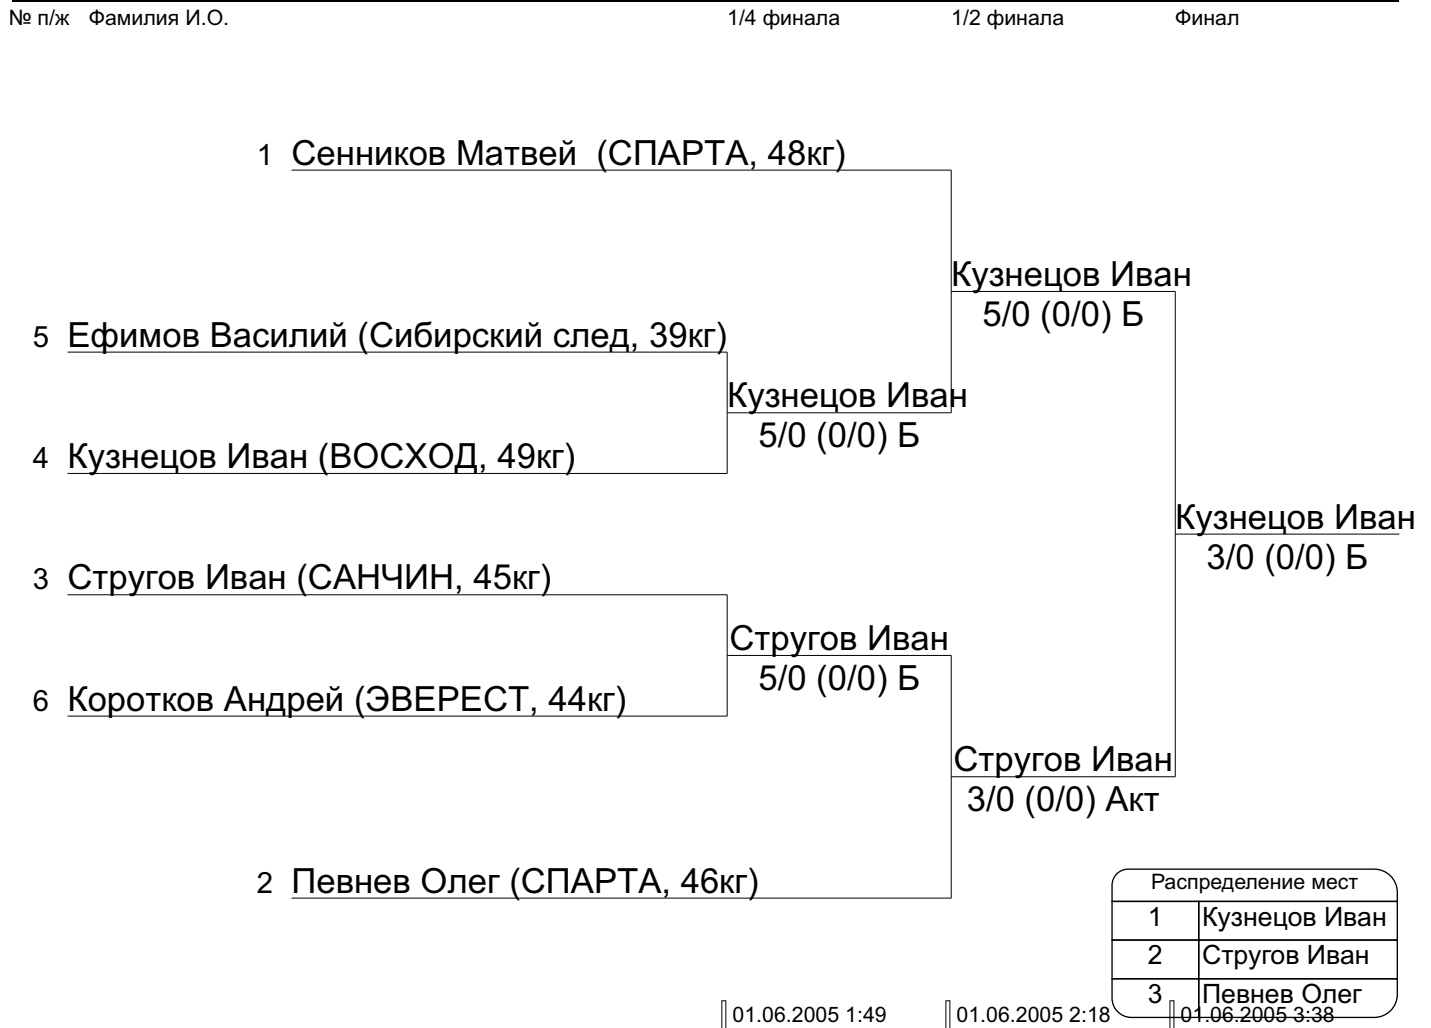 № п/ж Фамилия И.О. 1/4 финала 1/2 финала Финал
1 Сенников Матвей (СПАРТА, 48кг)
Кузнецов Иван
5/0 (0/0) Б
5 Ефимов Василий (Сибирский след, 39кг)
Кузнецов Иван
5/0 (0/0) Б
4 Кузнецов Иван (ВОСХОД, 49кг)
Кузнецов Иван
3/0 (0/0) Б
3 Стругов Иван (САНЧИН, 45кг)
Стругов Иван
5/0 (0/0) Б
6 Коротков Андрей (ЭВЕРЕСТ, 44кг)
Стругов Иван
3/0 (0/0) Акт
2 Певнев Олег (СПАРТА, 46кг)
Распределение мест
1 Кузнецов Иван
2 Стругов Иван
3 Певнев Олег
01.06.2005 1:49 01.06.2005 2:18 01.06.2005 3:38